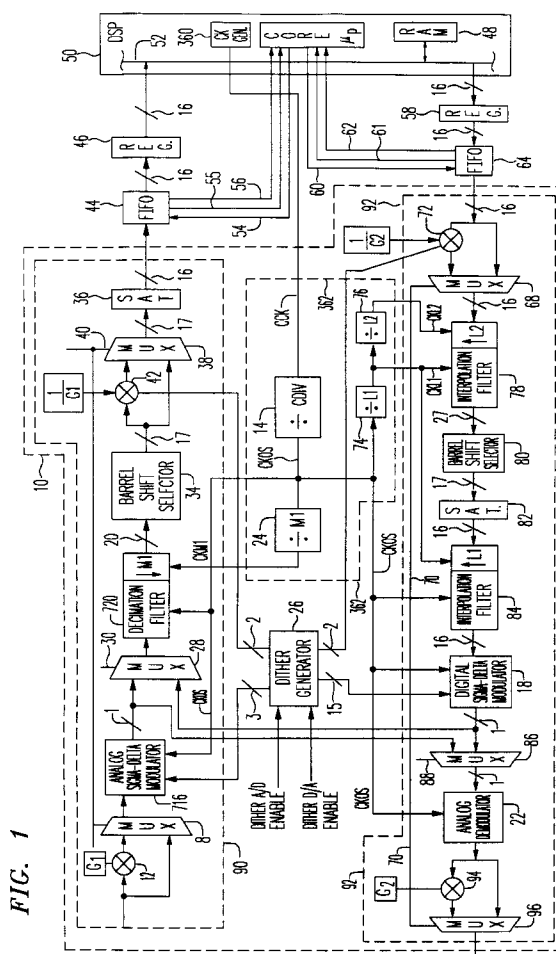 FIG. 1
50
DSP
52
360
CK
GEN
CORE
μp
RAM
48
16
46
REG.
16
44
FIFO
56
55
54
16
58
REG.
16
62
61
60
FIFO
64
10
36
SAT
16
17
40
MUX
38
1
G1
42
17
BARREL
SHIFT
SELECTOR
34
20
CKM1
720
DECIMATION
FILTER
↓M1
30
MUX
28
CKOS
1
ANALOG
SIGMA-DELTA
MODULATOR
716
MUX
8
G1
12
90
CCK
362
÷ CDIV
14
CKOS
÷ M1
24
÷ L1
74
÷ L2
76
362
CKL1
CKL2
CKOS
2
3
DITHER
GENERATOR
26
2
15
DITHER A/D
ENABLE
DITHER D/A
ENABLE
92
16
1
G2
72
MUX
68
16
INTERPOLATION
FILTER
↑L2
78
27
BARREL
SHIFT
SELECTOR
80
17
SAT.
82
16
70
INTERPOLATION
FILTER
↑L1
84
16
DIGITAL
SIGMA-DELTA
MODULATOR
18
1
MUX
86
88
1
CKOS
ANALOG
DEMODULATOR
22
70
92
G2
94
MUX
96